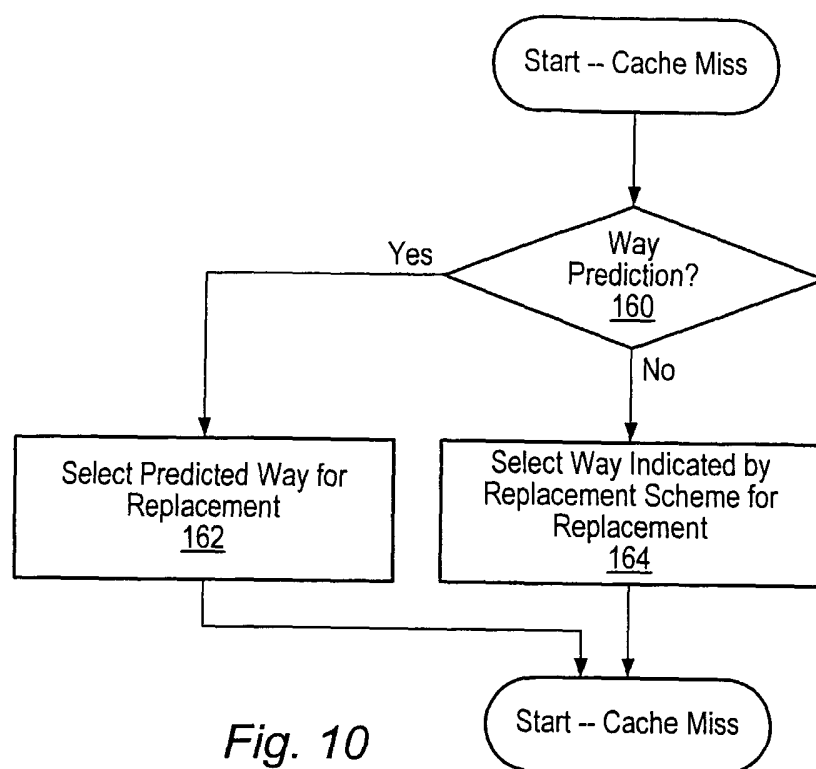 Start -- Cache Miss
Way
Prediction?
160
Yes
No
Select Predicted Way for
Replacement
162
Select Way Indicated by
Replacement Scheme for
Replacement
164
Start -- Cache Miss
Fig. 10